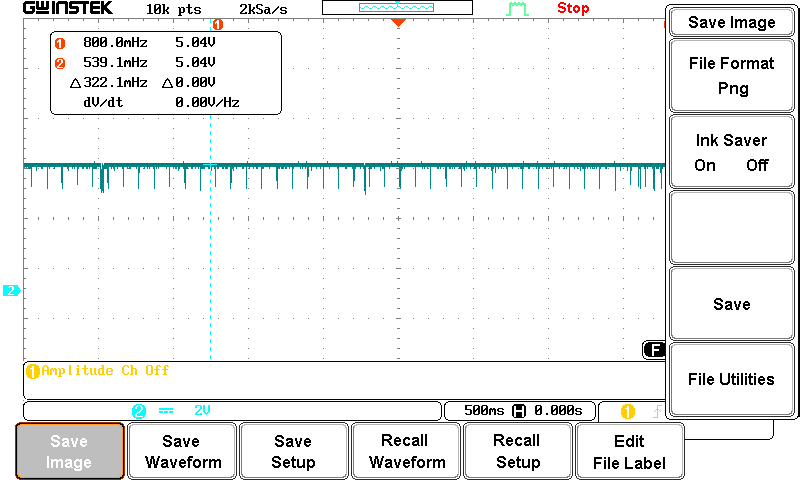 GWINSTEK 10k pts 2kSa/s Stop
1
1 800.0mHz 5.04V
2 539.1mHz 5.04V
△322.1mHz △0.00V
dV/dt 0.00V/Hz
2
F
1 Amplitude Ch Off
2 2V 500ms H 0.000s 1
Save Image
File Format
Png
Ink Saver
On Off
Save
File Utilities
Save
Image
Save
Waveform
Save
Setup
Recall
Waveform
Recall
Setup
Edit
File Label